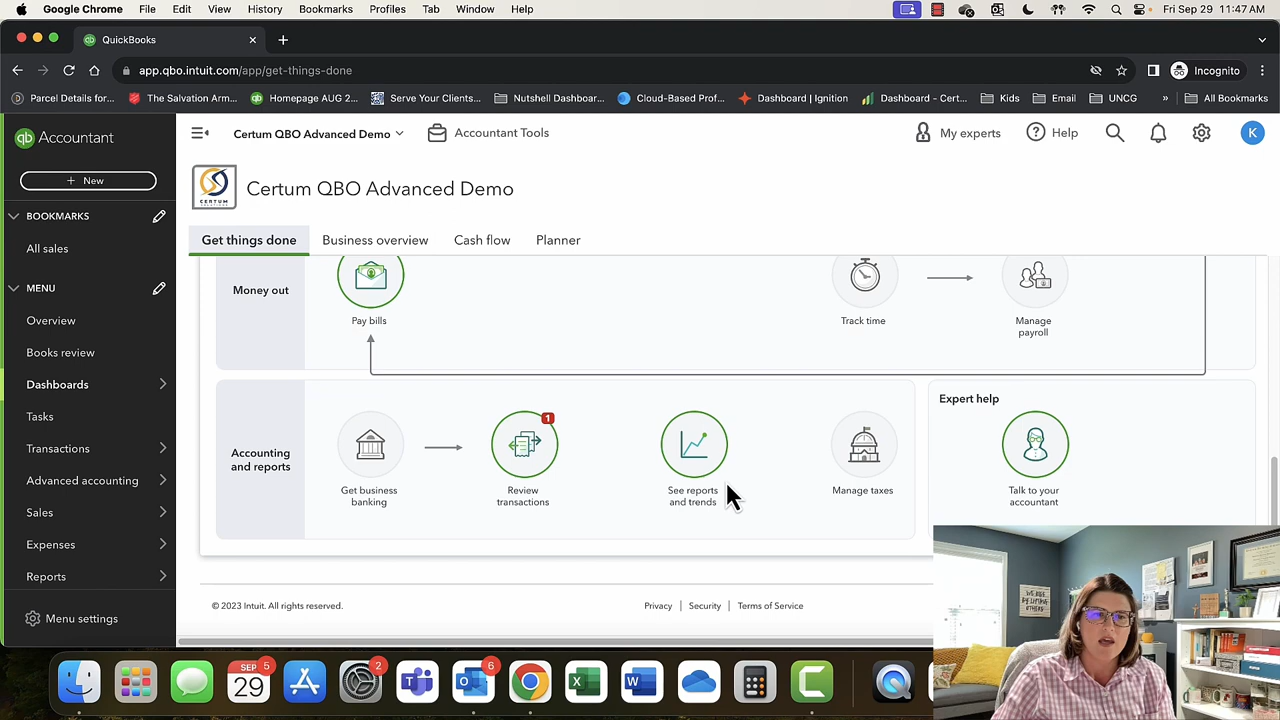 Google Chrome File Edit View History Bookmarks Profiles Tab Window Help Fri Sep 29 11:47 AM
QuickBooks
app.qbo.intuit.com/app/get-things-done
Incognito
Parcel Details for... The Salvation Arm... Homepage AUG 2... Serve Your Clients... Nutshell Dashboar... Cloud-Based Prof... Dashboard | Ignition Dashboard - Cert... Kids Email UNCG » All Bookmarks
qb Accountant
Certum QBO Advanced Demo
Accountant Tools
My experts
Help
K
+ New
CERTUM
Certum QBO Advanced Demo
BOOKMARKS
All sales
MENU
Overview
Books review
Dashboards
Tasks
Transactions
Advanced accounting
Sales
Expenses
Reports
Menu settings
Get things done
Business overview
Cash flow
Planner
Money out
Pay bills
Track time
Manage
payroll
Accounting
and reports
Get business
banking
1
Review
transactions
See reports
and trends
Manage taxes
Expert help
Talk to your
accountant
© 2023 Intuit. All rights reserved.
Privacy | Security | Terms of Service
SEP 5
29
2
6